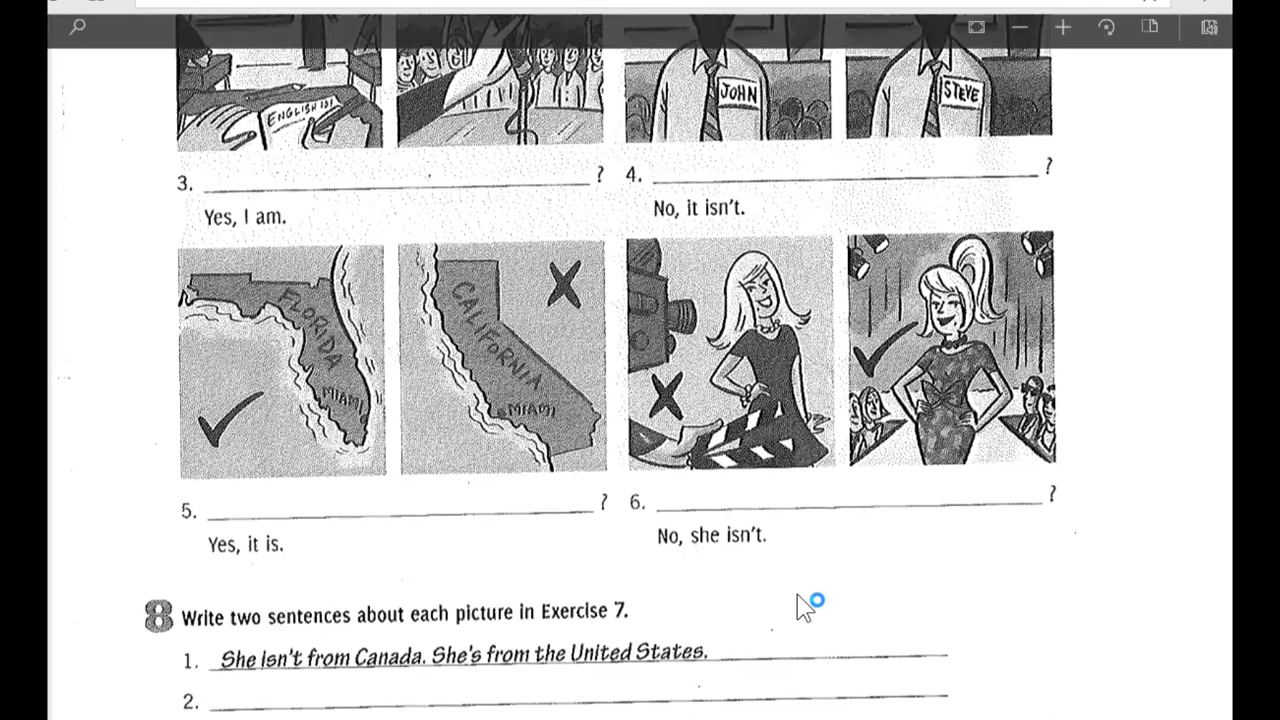 ENGLISH 101
JOHN
STEVE
3. ?
4. ?
Yes, I am.
No, it isn't.
FLORIDA
MIAMI
CALIFORNIA
MIAMI
5. ?
6. ?
Yes, it is.
No, she isn't.
8 Write two sentences about each picture in Exercise 7.
1. She isn't from Canada. She's from the United States.
2.